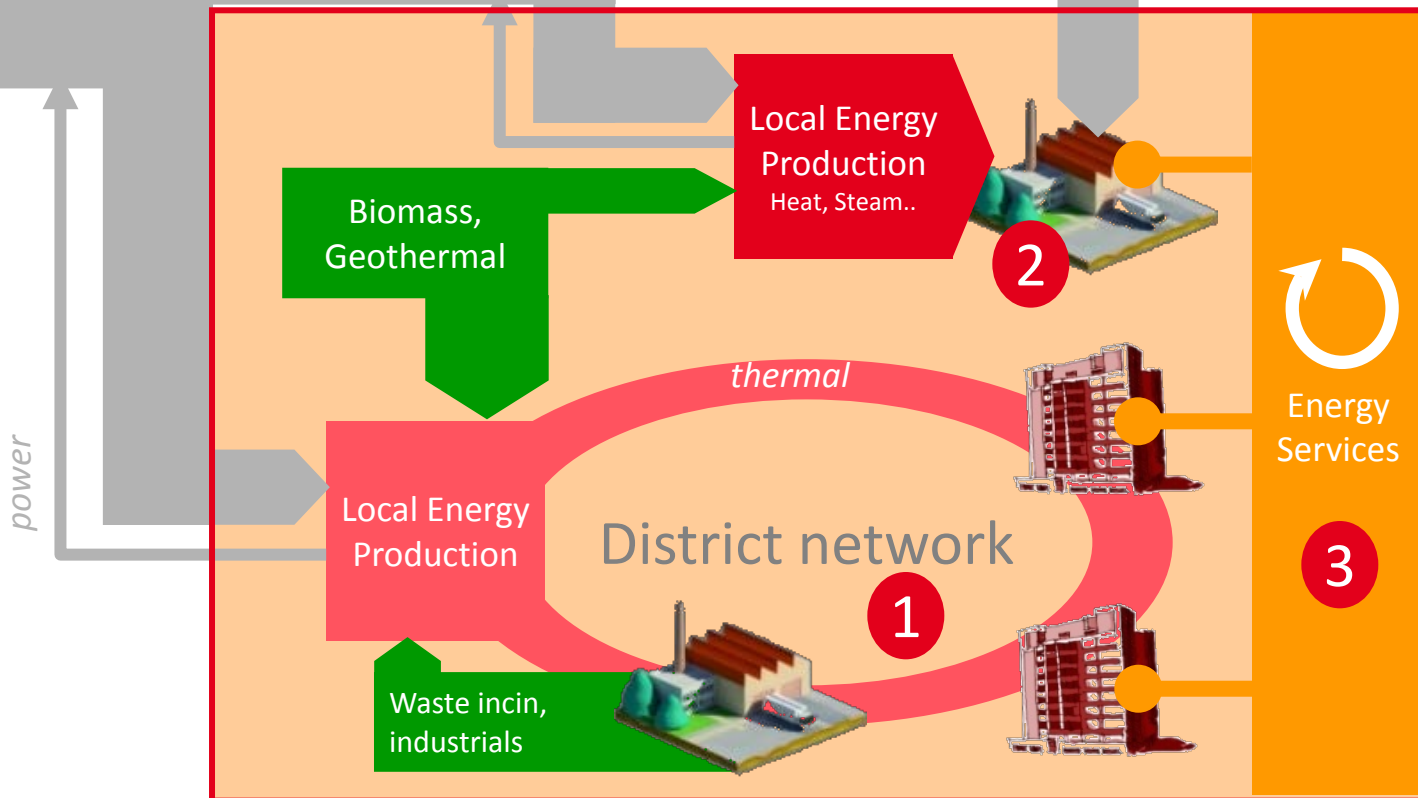 Local Energy
Production
Heat, Steam..
Biomass,
Geothermal
2
thermal
Energy
Services
power
Local Energy
Production
District network
3
1
Waste incin,
industrials